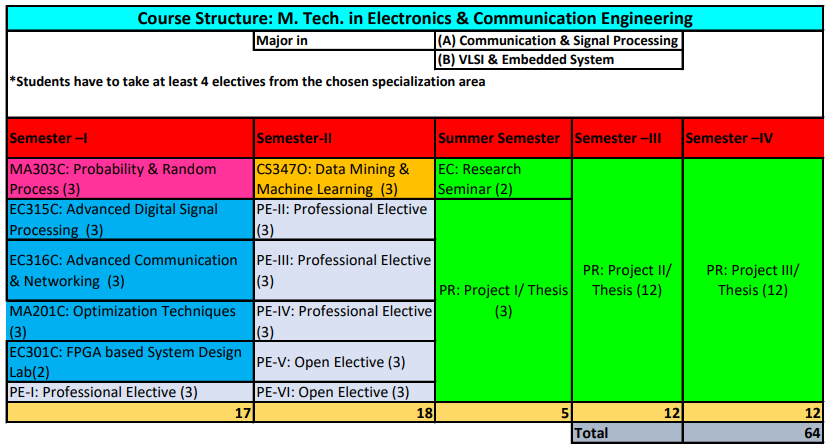 Course Structure: M. Tech. in Electronics & Communication Engineering
Major in
(A) Communication & Signal Processing
(B) VLSI & Embedded System
*Students have to take at least 4 electives from the chosen specialization area
Semester –I
Semester-II
Summer Semester
Semester –III
Semester –IV
MA303C: Probability & Random
Process (3)
CS347O: Data Mining &
Machine Learning (3)
EC: Research
Seminar (2)
EC315C: Advanced Digital Signal
Processing (3)
PE-II: Professional Elective
(3)
EC316C: Advanced Communication
& Networking (3)
PE-III: Professional Elective
(3)
PR: Project I/ Thesis
(3)
PR: Project II/
Thesis (12)
PR: Project III/
Thesis (12)
MA201C: Optimization Techniques
(3)
PE-IV: Professional Elective
(3)
EC301C: FPGA based System Design
Lab(2)
PE-V: Open Elective (3)
PE-I: Professional Elective (3)
PE-VI: Open Elective (3)
17
18
5
12
12
Total
64